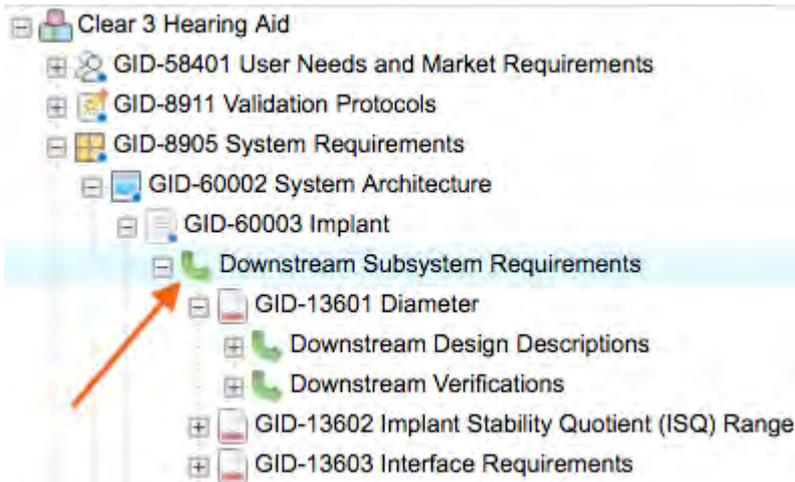 Clear 3 Hearing Aid
GID-58401 User Needs and Market Requirements
GID-8911 Validation Protocols
GID-8905 System Requirements
GID-60002 System Architecture
GID-60003 Implant
Downstream Subsystem Requirements
GID-13601 Diameter
Downstream Design Descriptions
Downstream Verifications
GID-13602 Implant Stability Quotient (ISQ) Range
GID-13603 Interface Requirements